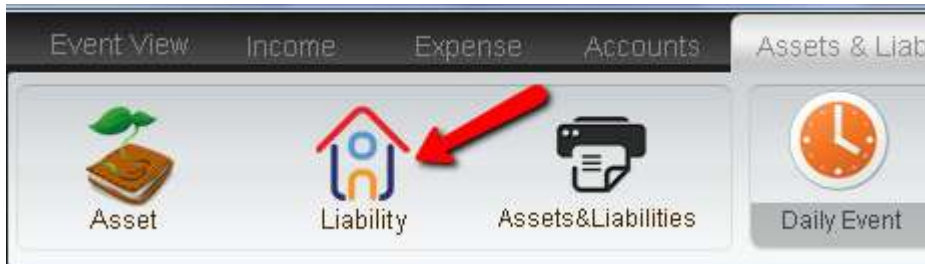 Event View Income Expense Accounts Assets & Liab
Asset Liability Assets&Liabilities Daily Event